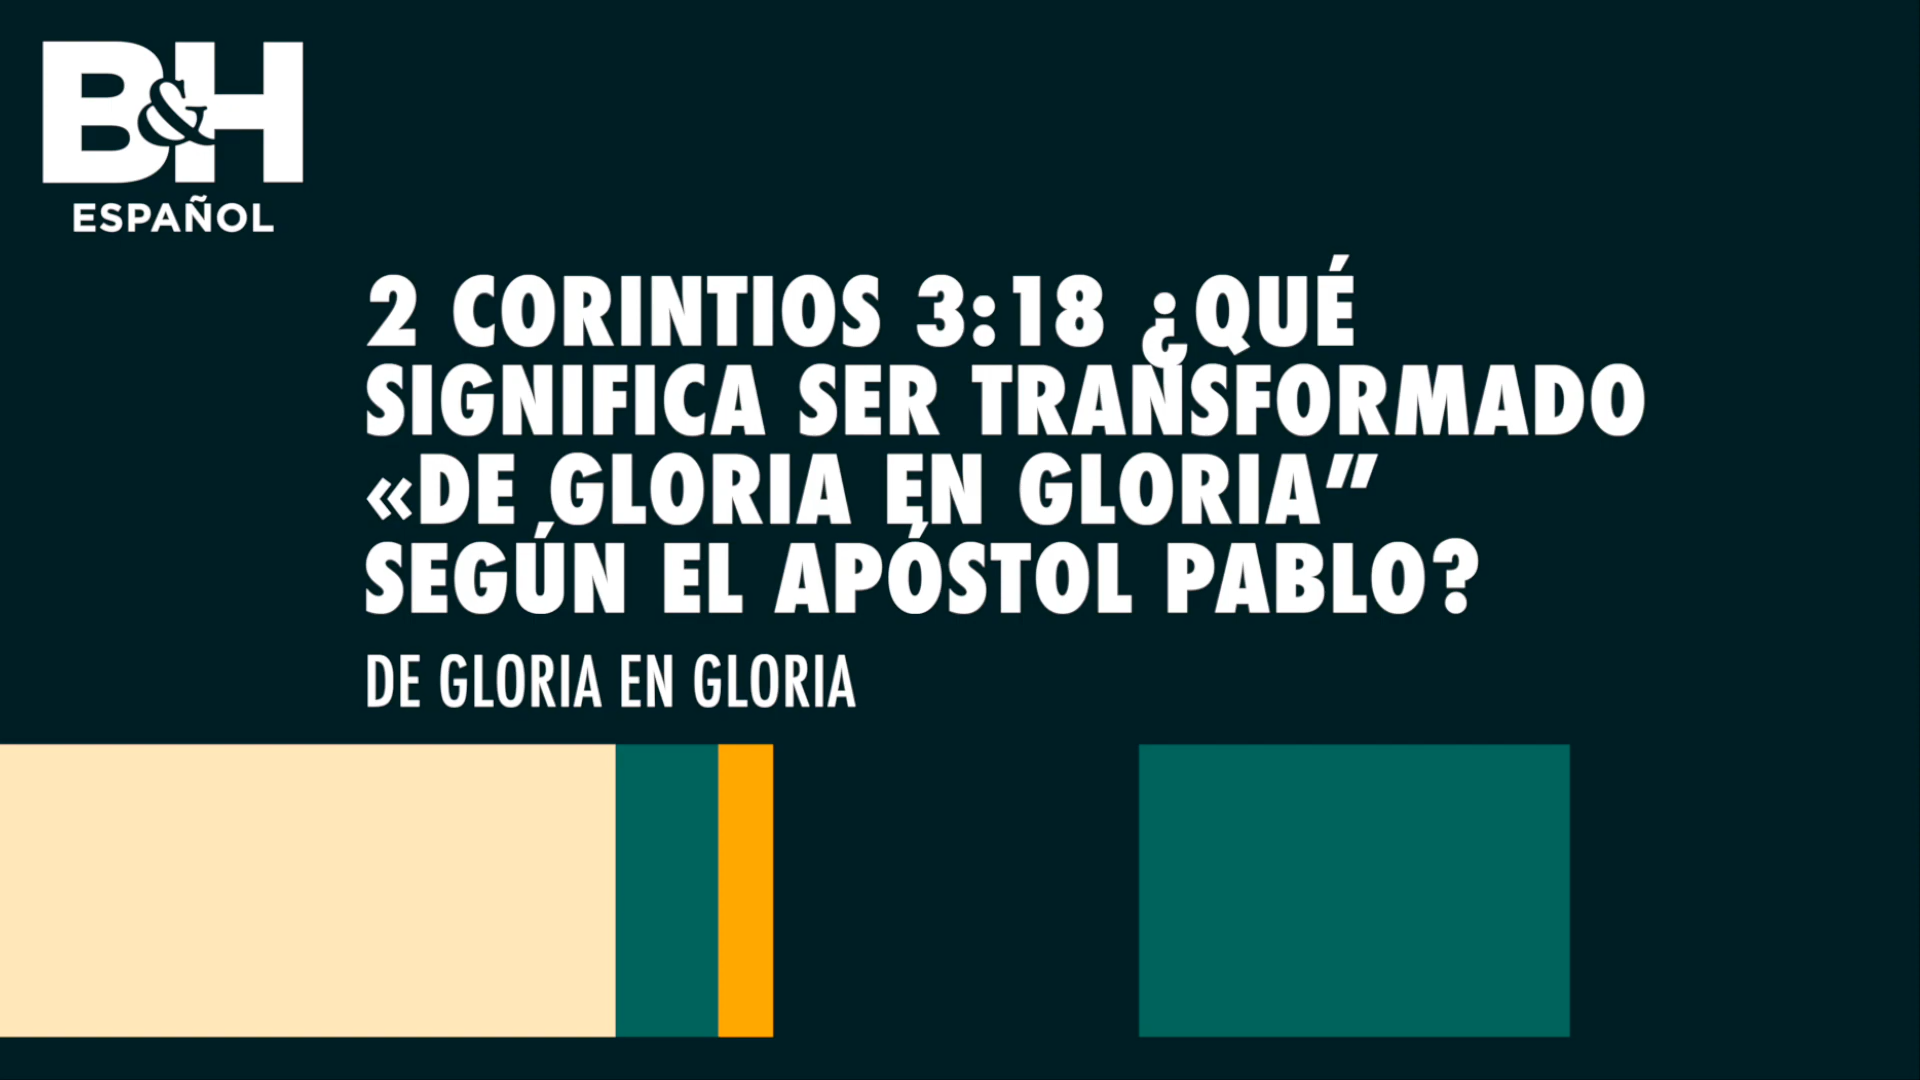 B&H
ESPAÑOL
2 CORINTIOS 3:18 ¿QUÉ
SIGNIFICA SER TRANSFORMADO
«DE GLORIA EN GLORIA”
SEGÚN EL APÓSTOL PABLO?
DE GLORIA EN GLORIA